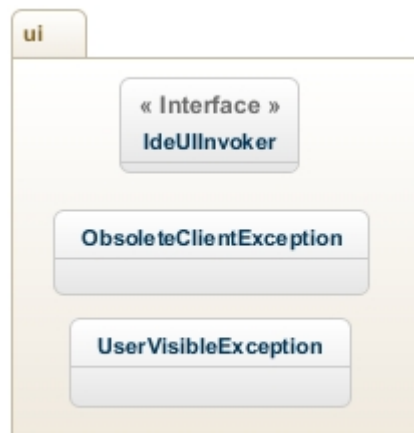 ui
« Interface »
IdeUIInvoker
ObsoleteClientException
UserVisibleException